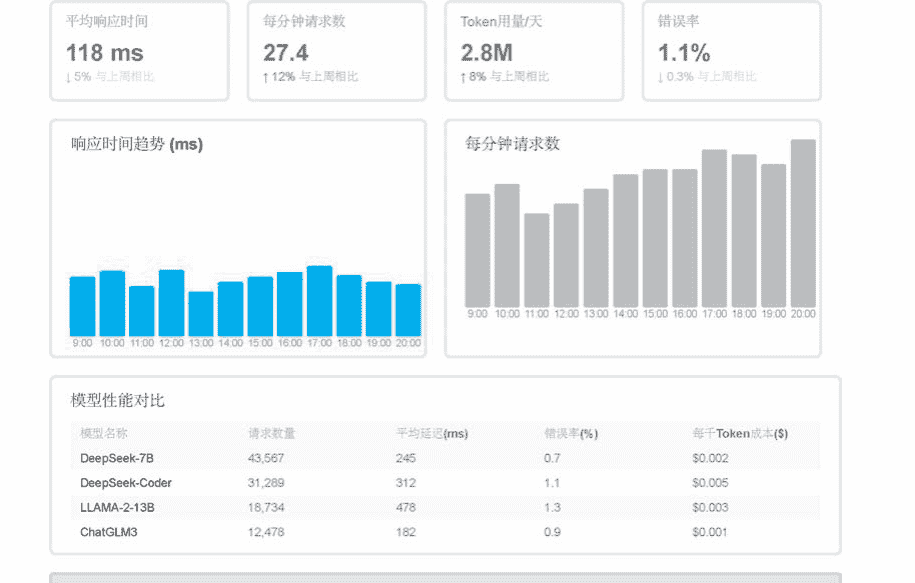 平均响应时间
118 ms
↓ 5% 与上周相比
每分钟请求数
27.4
↑ 12% 与上周相比
Token用量/天
2.8M
↑ 8% 与上周相比
错误率
1.1%
↓ 0.3% 与上周相比
响应时间趋势 (ms)
9:00 10:00 11:00 12:00 13:00 14:00 15:00 16:00 17:00 18:00 19:00 20:00
每分钟请求数
9:00 10:00 11:00 12:00 13:00 14:00 15:00 16:00 17:00 18:00 19:00 20:00
模型性能对比
模型名称 请求数量 平均延迟(ms) 错误率(%) 每千Token成本($)
DeepSeek-7B 43,567 245 0.7 $0.002
DeepSeek-Coder 31,289 312 1.1 $0.005
LLAMA-2-13B 18,734 478 1.3 $0.003
ChatGLM3 12,478 182 0.9 $0.001